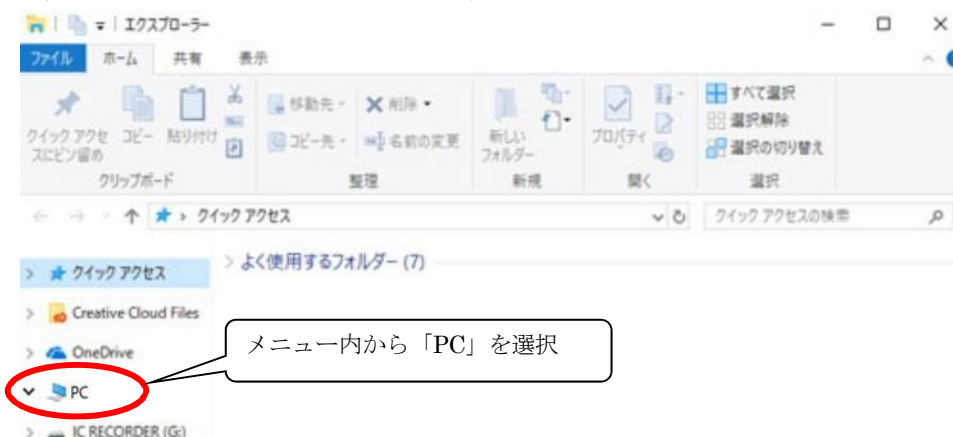 エクスプローラー
ファイル ホーム 共有 表示
クイック アクセスにピン留め
コピー
貼り付け
クリップボード
移動先
コピー先
削除
名前の変更
整理
新しいフォルダー
新規
プロパティ
開く
すべて選択
選択解除
選択の切り替え
選択
クイック アクセス
クイック アクセスの検索
クイック アクセス
よく使用するフォルダー (7)
Creative Cloud Files
OneDrive
メニュー内から「PC」を選択
PC
IC RECORDER (G:)